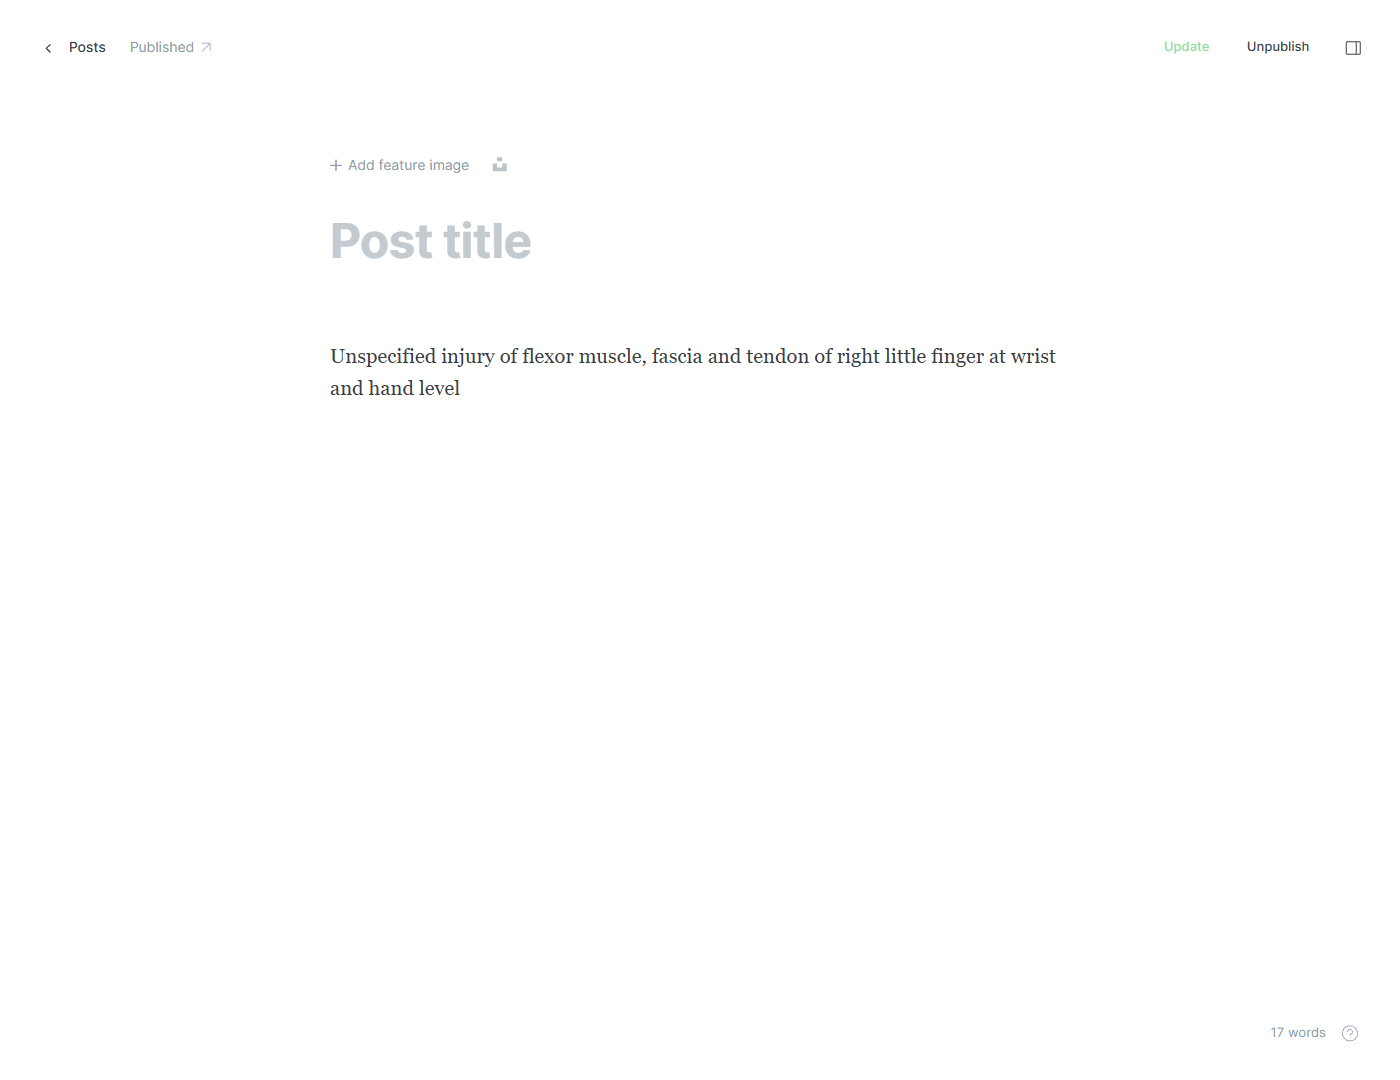 Posts
Published
Update
Unpublish
Add feature image
Post title
Unspecified injury of flexor muscle, fascia and tendon of right little finger at wrist
and hand level
17 words